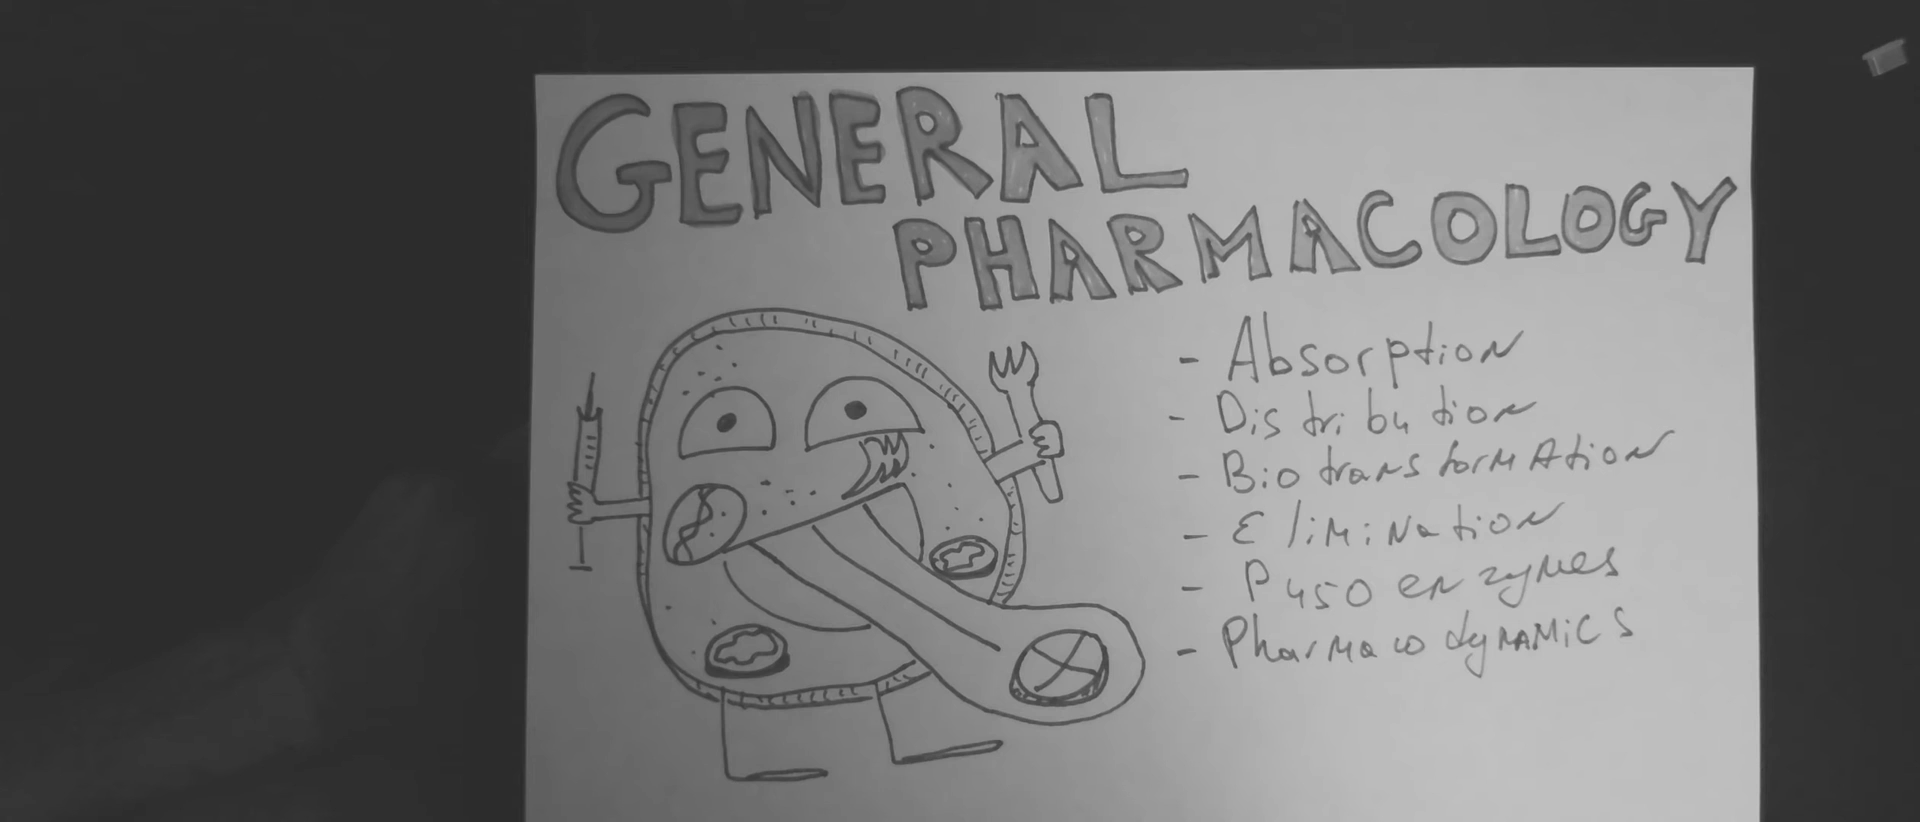 GENERAL
PHARMACOLOGY
- Absorption
- Distribution
- Biotransformation
- Elimination
- P450 enzymes
- Pharmacodynamics